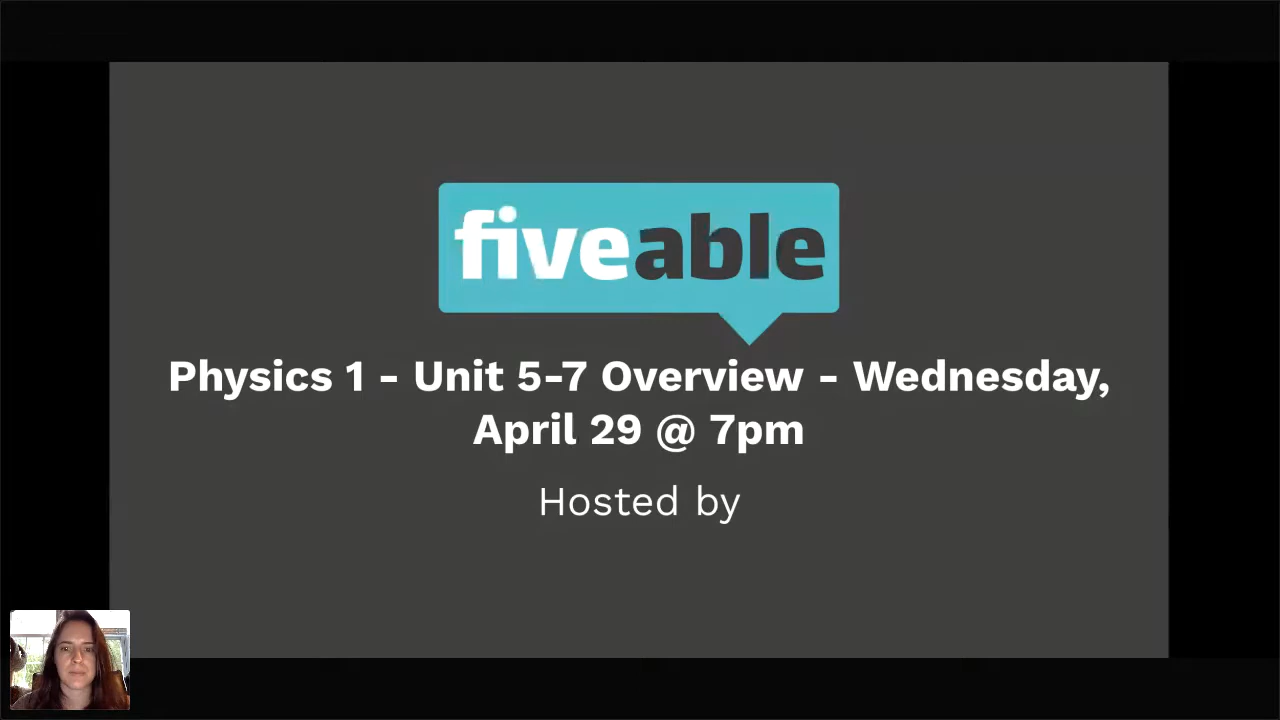 fiveable
Physics 1 - Unit 5-7 Overview - Wednesday,
April 29 @ 7pm
Hosted by